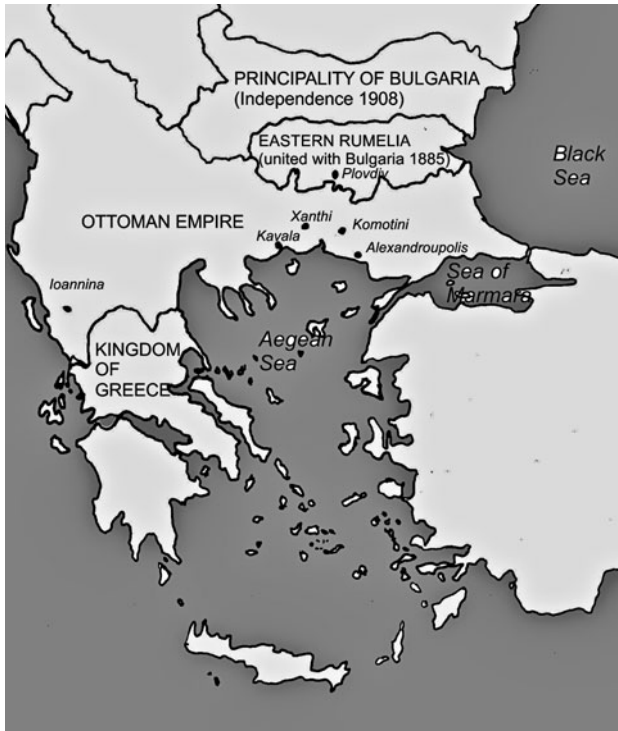 PRINCIPALITY OF BULGARIA
(Independence 1908)
EASTERN RUMELIA
(united with Bulgaria 1885)
Plovdiv
Black
Sea
OTTOMAN EMPIRE
Xanthi
Komotini
Kavala
Alexandroupolis
Sea of
Marmara
Ioannina
Aegean
Sea
KINGDOM
OF
GREECE